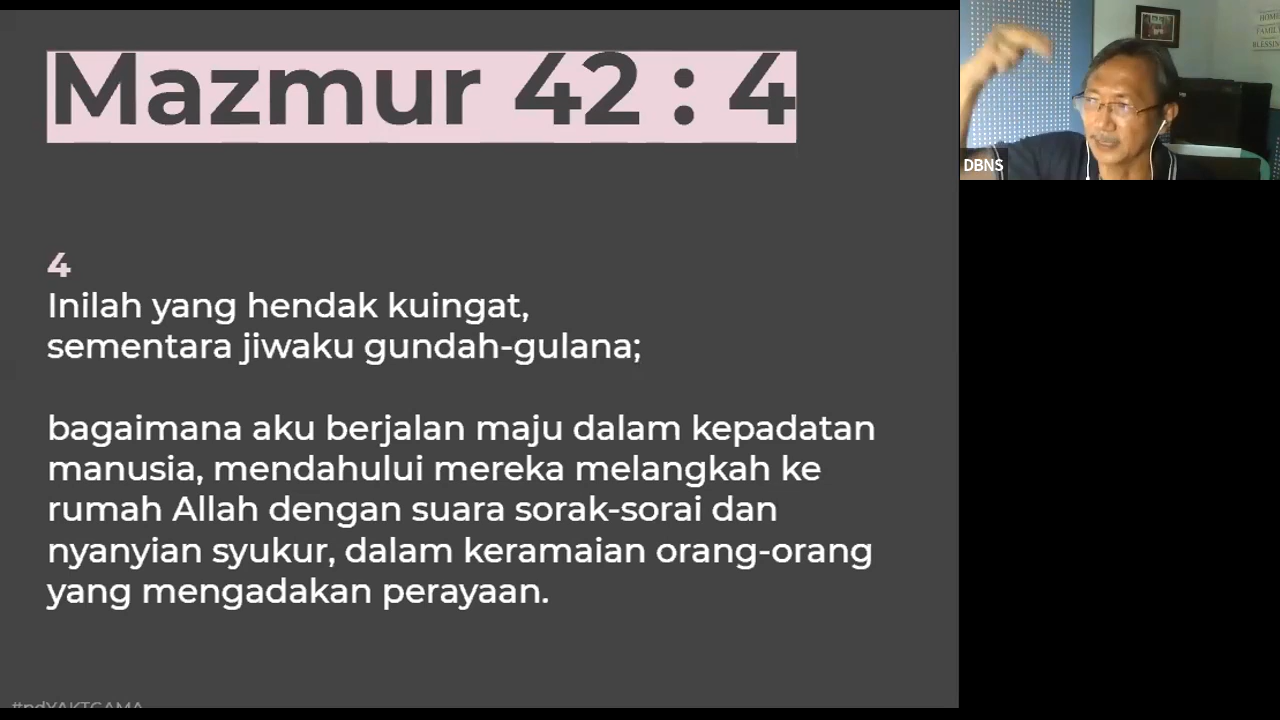 Mazmur 42 : 4
4
Inilah yang hendak kuingat,
sementara jiwaku gundah-gulana;
bagaimana aku berjalan maju dalam kepadatan
manusia, mendahului mereka melangkah ke
rumah Allah dengan suara sorak-sorai dan
nyanyian syukur, dalam keramaian orang-orang
yang mengadakan perayaan.
DBNS
HOME
FAMILY